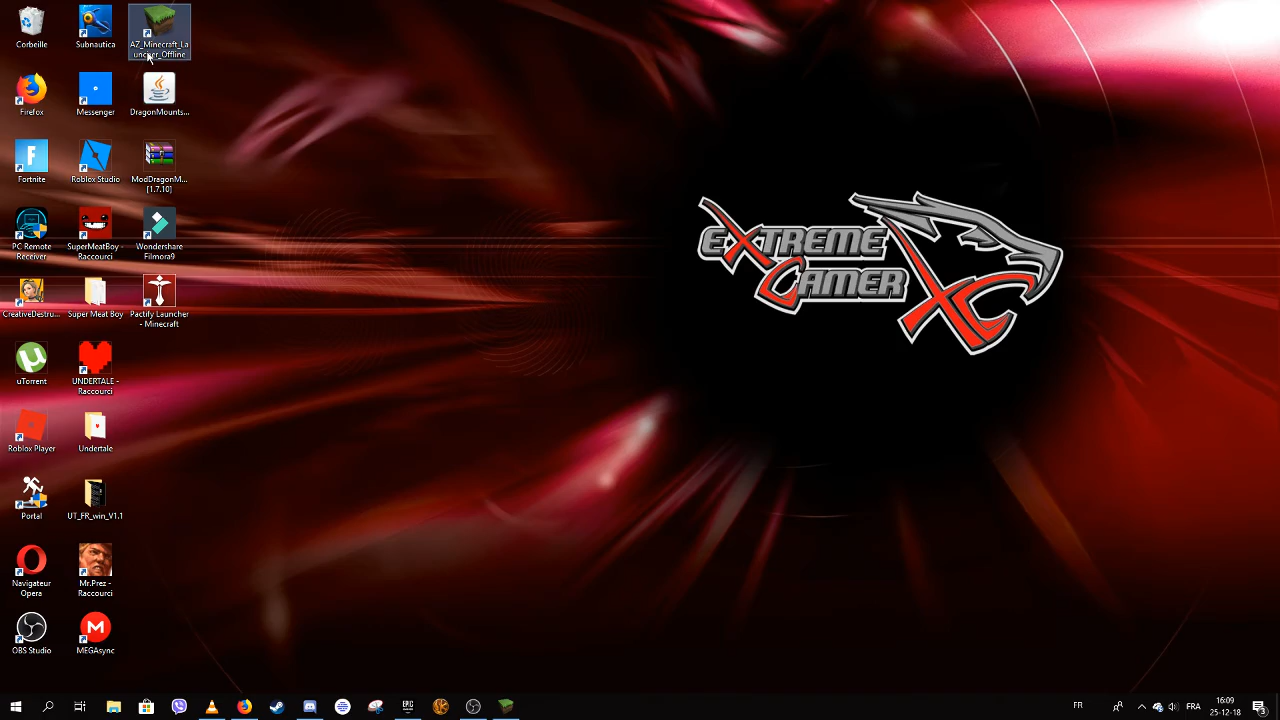 Corbeille
Subnautica
AZ_Minecraft_La
uncher_Offline
Firefox
Messenger
DragonMounts...
Fortnite
Roblox Studio
ModDragonM...
[1.7.10]
PC Remote
Receiver
SuperMeatBoy -
Raccourci
Wondershare
Filmora9
CreativeDestru...
Super Meat Boy
Pactify Launcher
- Minecraft
uTorrent
UNDERTALE -
Raccourci
Roblox Player
Undertale
Portal
UT_FR_win_V1.1
Navigateur
Opera
Mr.Prez -
Raccourci
OBS Studio
MEGAsync
EXTREME
GAMER
XC
EPIC
FR
FRA
16:09
25-12-18
3